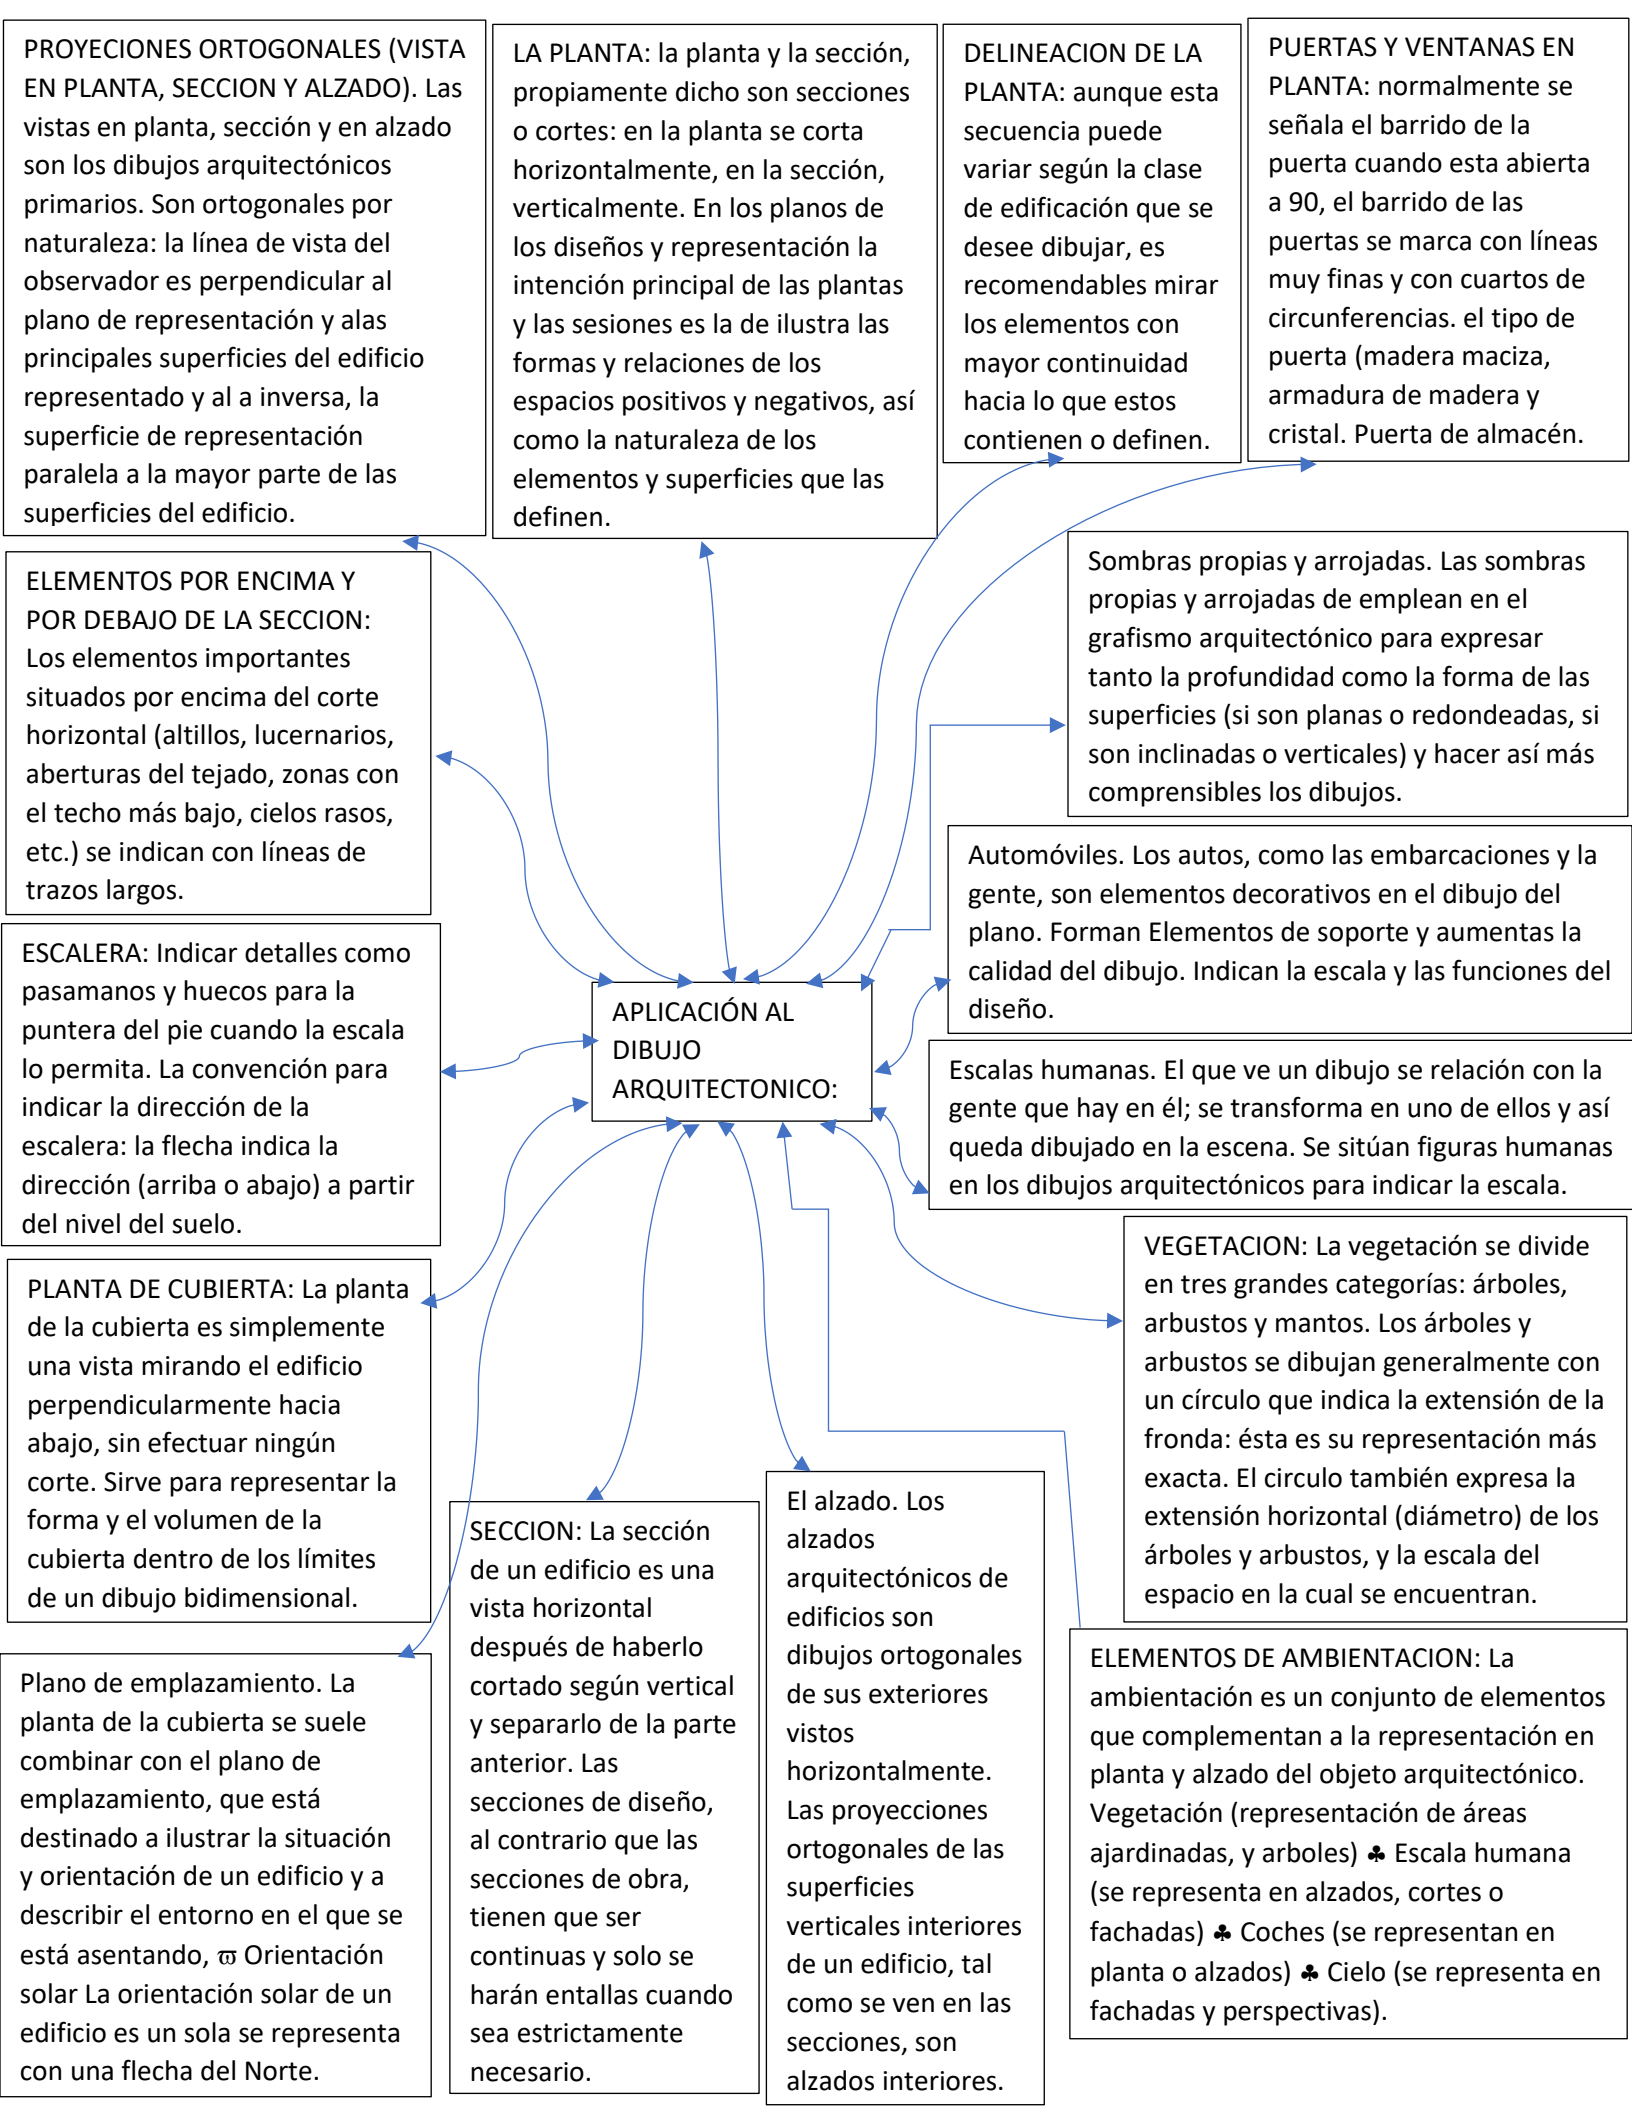 PROYECIONES ORTOGONALES (VISTA
EN PLANTA, SECCION Y ALZADO). Las
vistas en planta, sección y en alzado
son los dibujos arquitectónicos
primarios. Son ortogonales por
naturaleza: la línea de vista del
observador es perpendicular al
plano de representación y alas
principales superficies del edificio
representado y al a inversa, la
superficie de representación
paralela a la mayor parte de las
superficies del edificio.
LA PLANTA: la planta y la sección,
propiamente dicho son secciones
o cortes: en la planta se corta
horizontalmente, en la sección,
verticalmente. En los planos de
los diseños y representación la
intención principal de las plantas
y las sesiones es la de ilustra las
formas y relaciones de los
espacios positivos y negativos, así
como la naturaleza de los
elementos y superficies que las
definen.
DELINEACION DE LA
PLANTA: aunque esta
secuencia puede
variar según la clase
de edificación que se
desee dibujar, es
recomendables mirar
los elementos con
mayor continuidad
hacia lo que estos
contienen o definen.
PUERTAS Y VENTANAS EN
PLANTA: normalmente se
señala el barrido de la
puerta cuando esta abierta
a 90, el barrido de las
puertas se marca con líneas
muy finas y con cuartos de
circunferencias. el tipo de
puerta (madera maciza,
armadura de madera y
cristal. Puerta de almacén.
ELEMENTOS POR ENCIMA Y
POR DEBAJO DE LA SECCION:
Los elementos importantes
situados por encima del corte
horizontal (altillos, lucernarios,
aberturas del tejado, zonas con
el techo más bajo, cielos rasos,
etc.) se indican con líneas de
trazos largos.
Sombras propias y arrojadas. Las sombras
propias y arrojadas de emplean en el
grafismo arquitectónico para expresar
tanto la profundidad como la forma de las
superficies (si son planas o redondeadas, si
son inclinadas o verticales) y hacer así más
comprensibles los dibujos.
Automóviles. Los autos, como las embarcaciones y la
gente, son elementos decorativos en el dibujo del
plano. Forman Elementos de soporte y aumentas la
calidad del dibujo. Indican la escala y las funciones del
diseño.
ESCALERA: Indicar detalles como
pasamanos y huecos para la
puntera del pie cuando la escala
lo permita. La convención para
indicar la dirección de la
escalera: la flecha indica la
dirección (arriba o abajo) a partir
del nivel del suelo.
APLICACIÓN AL
DIBUJO
ARQUITECTONICO:
Escalas humanas. El que ve un dibujo se relación con la
gente que hay en él; se transforma en uno de ellos y así
queda dibujado en la escena. Se sitúan figuras humanas
en los dibujos arquitectónicos para indicar la escala.
PLANTA DE CUBIERTA: La planta
de la cubierta es simplemente
una vista mirando el edificio
perpendicularmente hacia
abajo, sin efectuar ningún
corte. Sirve para representar la
forma y el volumen de la
cubierta dentro de los límites
de un dibujo bidimensional.
VEGETACION: La vegetación se divide
en tres grandes categorías: árboles,
arbustos y mantos. Los árboles y
arbustos se dibujan generalmente con
un círculo que indica la extensión de la
fronda: ésta es su representación más
exacta. El circulo también expresa la
extensión horizontal (diámetro) de los
árboles y arbustos, y la escala del
espacio en la cual se encuentran.
Plano de emplazamiento. La
planta de la cubierta se suele
combinar con el plano de
emplazamiento, que está
destinado a ilustrar la situación
y orientación de un edificio y a
describir el entorno en el que se
está asentando, ϖ Orientación
solar La orientación solar de un
edificio es un sola se representa
con una flecha del Norte.
SECCION: La sección
de un edificio es una
vista horizontal
después de haberlo
cortado según vertical
y separarlo de la parte
anterior. Las
secciones de diseño,
al contrario que las
secciones de obra,
tienen que ser
continuas y solo se
harán entallas cuando
sea estrictamente
necesario.
El alzado. Los
alzados
arquitectónicos de
edificios son
dibujos ortogonales
de sus exteriores
vistos
horizontalmente.
Las proyecciones
ortogonales de las
superficies
verticales interiores
de un edificio, tal
como se ven en las
secciones, son
alzados interiores.
ELEMENTOS DE AMBIENTACION: La
ambientación es un conjunto de elementos
que complementan a la representación en
planta y alzado del objeto arquitectónico.
Vegetación (representación de áreas
ajardinadas, y arboles) ♣ Escala humana
(se representa en alzados, cortes o
fachadas) ♣ Coches (se representan en
planta o alzados) ♣ Cielo (se representa en
fachadas y perspectivas).